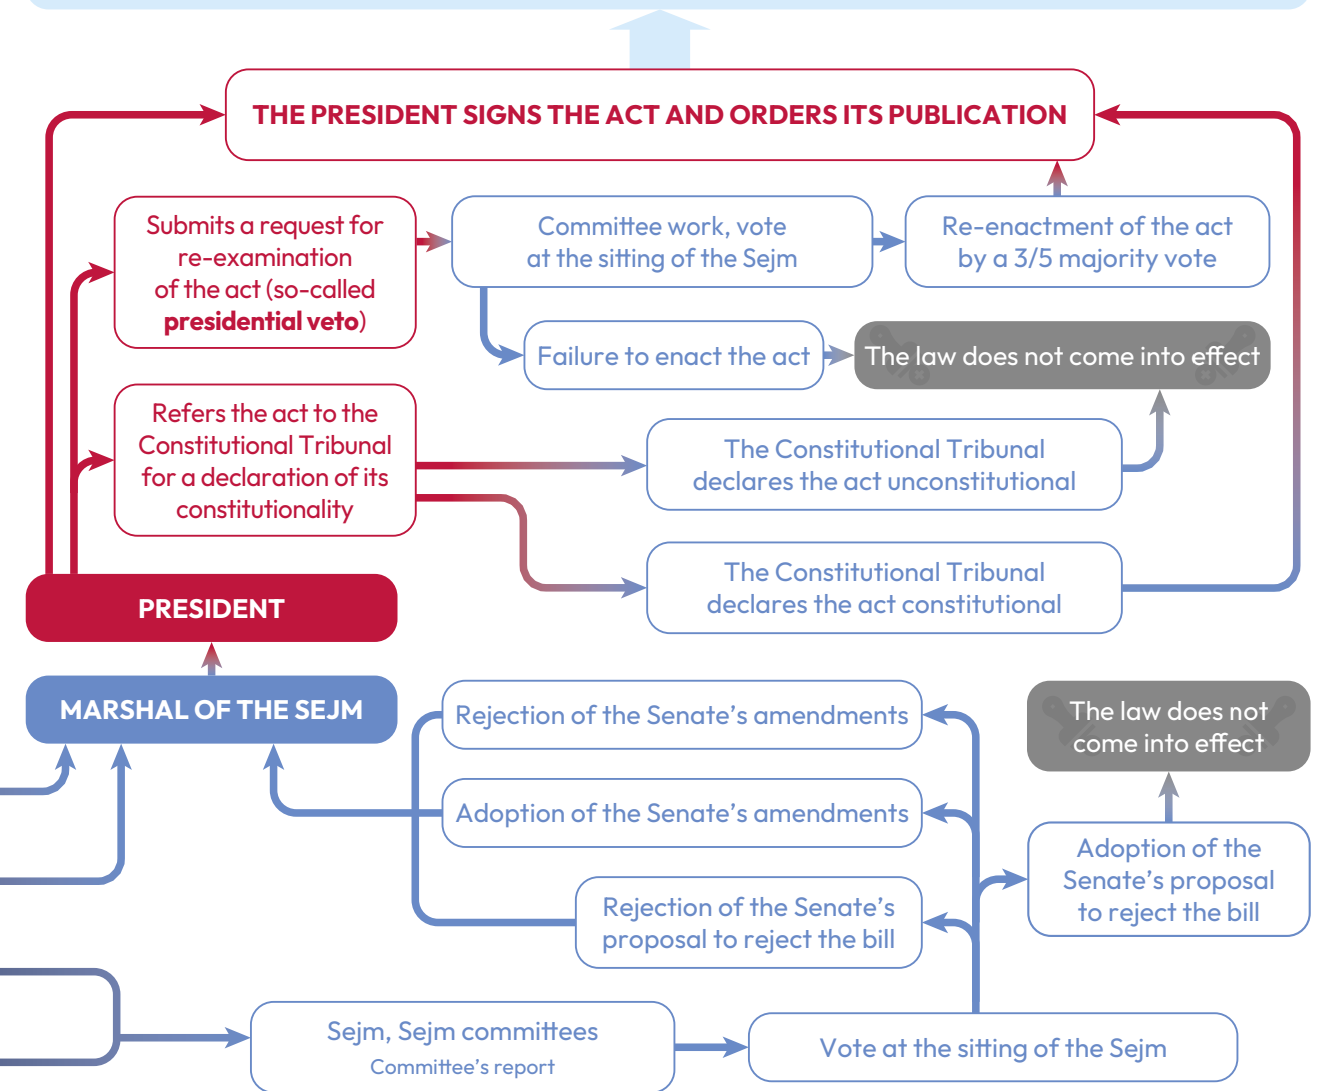 THE PRESIDENT SIGNS THE ACT AND ORDERS ITS PUBLICATION
Submits a request for
re-examination
of the act (so-called
presidential veto)
Committee work, vote
at the sitting of the Sejm
Re-enactment of the act
by a 3/5 majority vote
Failure to enact the act
The law does not come into effect
Refers the act to the
Constitutional Tribunal
for a declaration of its
constitutionality
The Constitutional Tribunal
declares the act unconstitutional
The Constitutional Tribunal
declares the act constitutional
PRESIDENT
MARSHAL OF THE SEJM
Rejection of the Senate's amendments
The law does not
come into effect
Adoption of the Senate's amendments
Adoption of the
Senate's proposal
to reject the bill
Rejection of the Senate's
proposal to reject the bill
Sejm, Sejm committees
Committee's report
Vote at the sitting of the Sejm